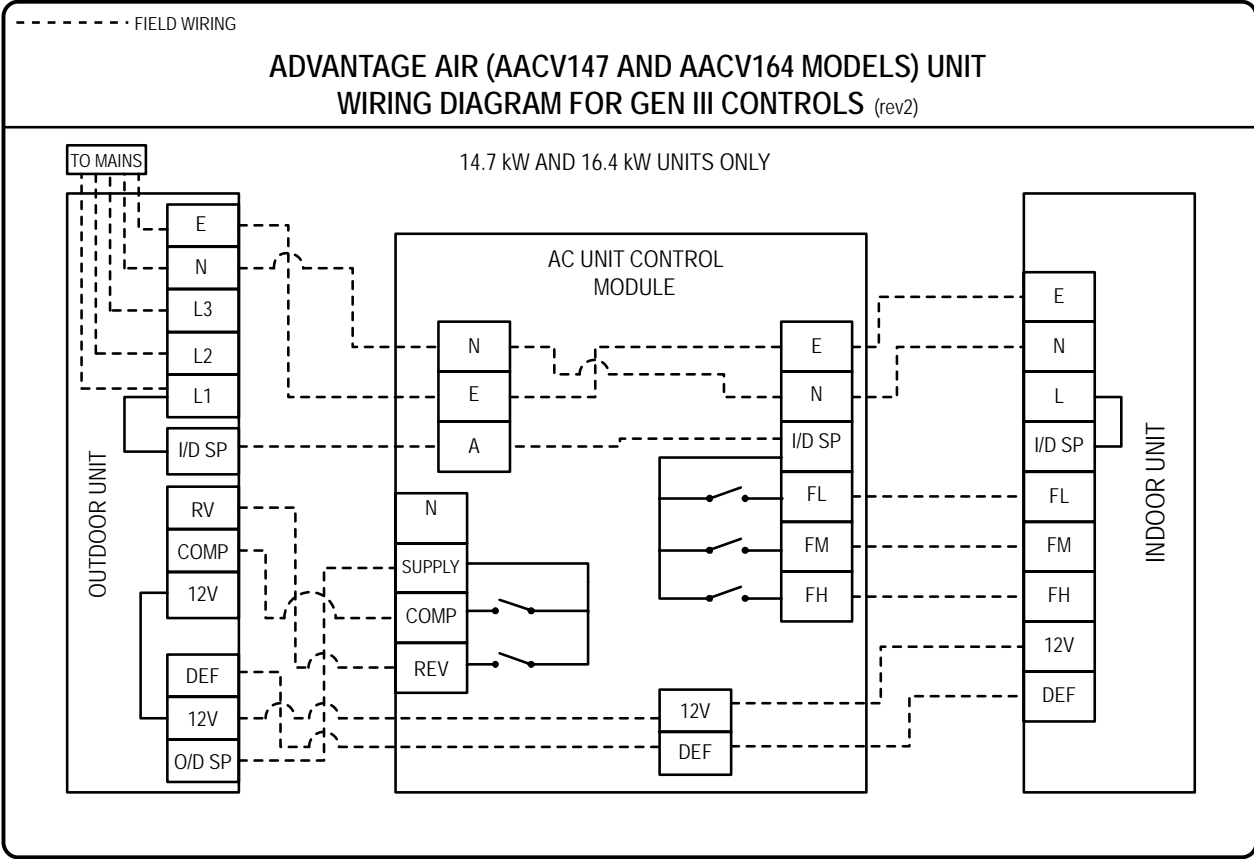 FIELD WIRING
ADVANTAGE AIR (AACV147 AND AACV164 MODELS) UNIT
WIRING DIAGRAM FOR GEN III CONTROLS (rev2)
TO MAINS
14.7 kW AND 16.4 kW UNITS ONLY
OUTDOOR UNIT
E
N
L3
L2
L1
I/D SP
RV
COMP
12V
DEF
12V
O/D SP
AC UNIT CONTROL
MODULE
N
E
A
N
SUPPLY
COMP
REV
E
N
I/D SP
FL
FM
FH
12V
DEF
E
N
L
I/D SP
FL
FM
FH
12V
DEF
INDOOR UNIT